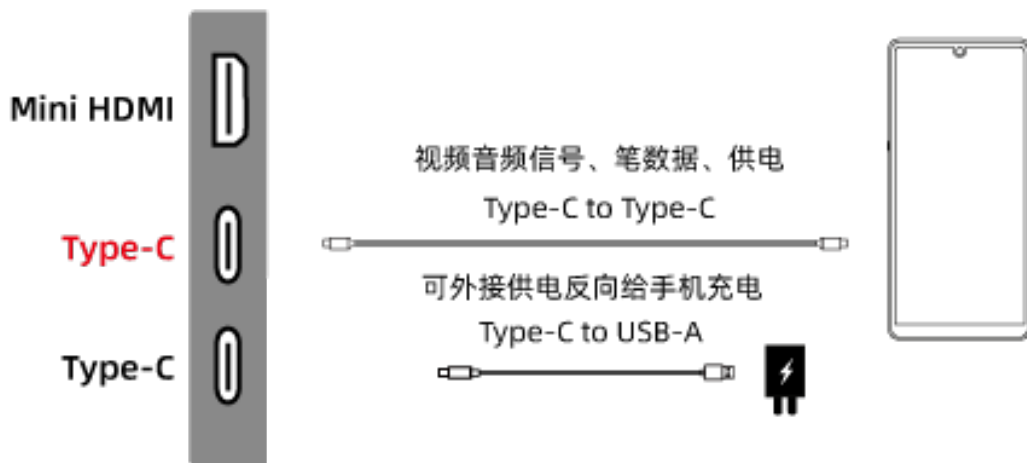 Mini HDMI
视频音频信号、笔数据、供电
Type-C to Type-C
Type-C
可外接供电反向给手机充电
Type-C to USB-A
Type-C